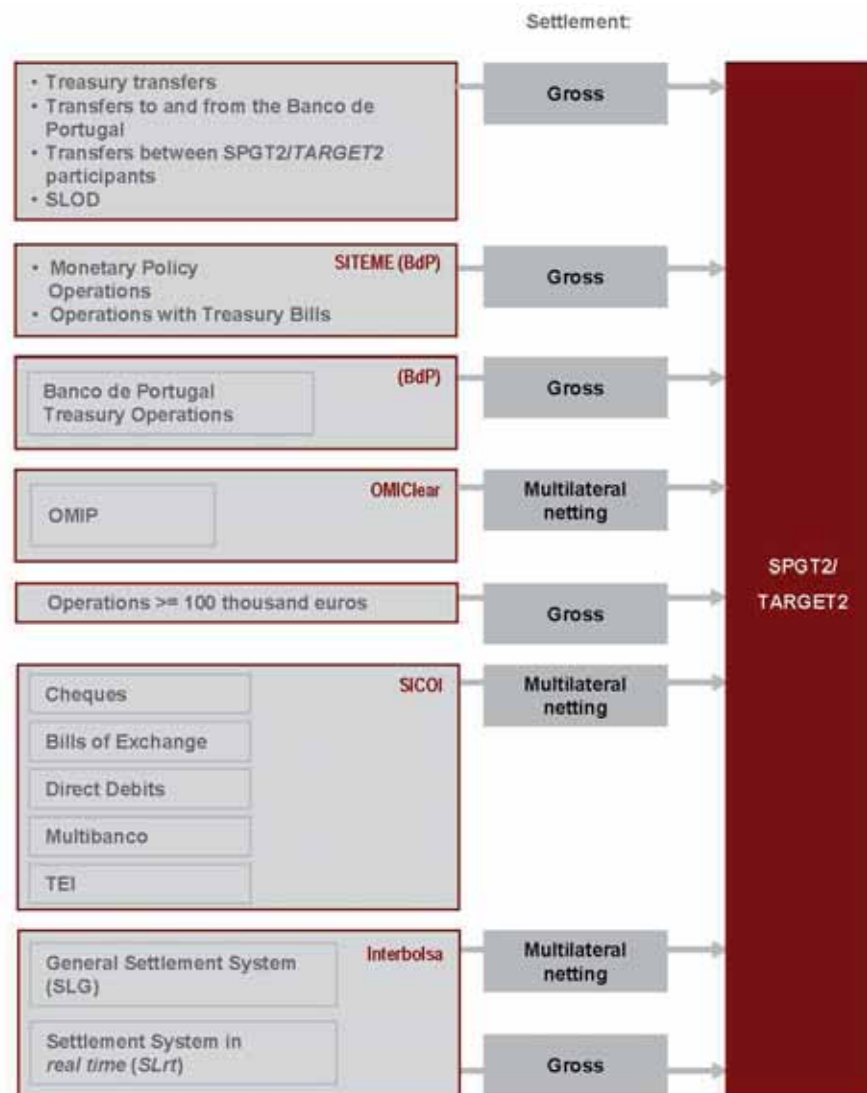 Settlement:
• Treasury transfers
• Transfers to and from the Banco de
Portugal
• Transfers between SPGT2/TARGET2
participants
• SLOD
Gross
• Monetary Policy
Operations
• Operations with Treasury Bills
SITEME (BdP)
Gross
(BdP)
Banco de Portugal
Treasury Operations
Gross
OMIClear
OMIP
Multilateral
netting
Operations >= 100 thousand euros
Gross
SICOI
Cheques
Bills of Exchange
Direct Debits
Multibanco
TEI
Multilateral
netting
Interbolsa
General Settlement System
(SLG)
Multilateral
netting
Settlement System in
real time (SLrt)
Gross
SPGT2/
TARGET2